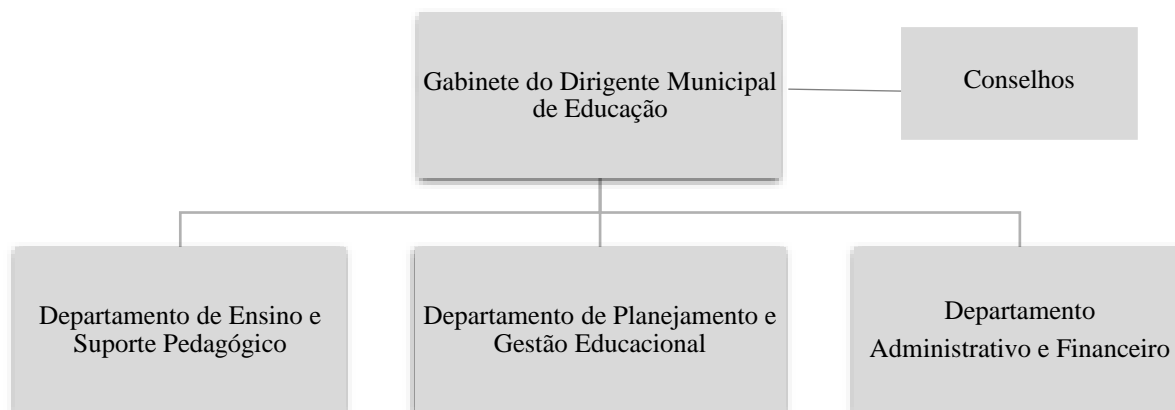 Gabinete do Dirigente Municipal
de Educação
Conselhos
Departamento de Ensino e
Suporte Pedagógico
Departamento de Planejamento e
Gestão Educacional
Departamento
Administrativo e Financeiro